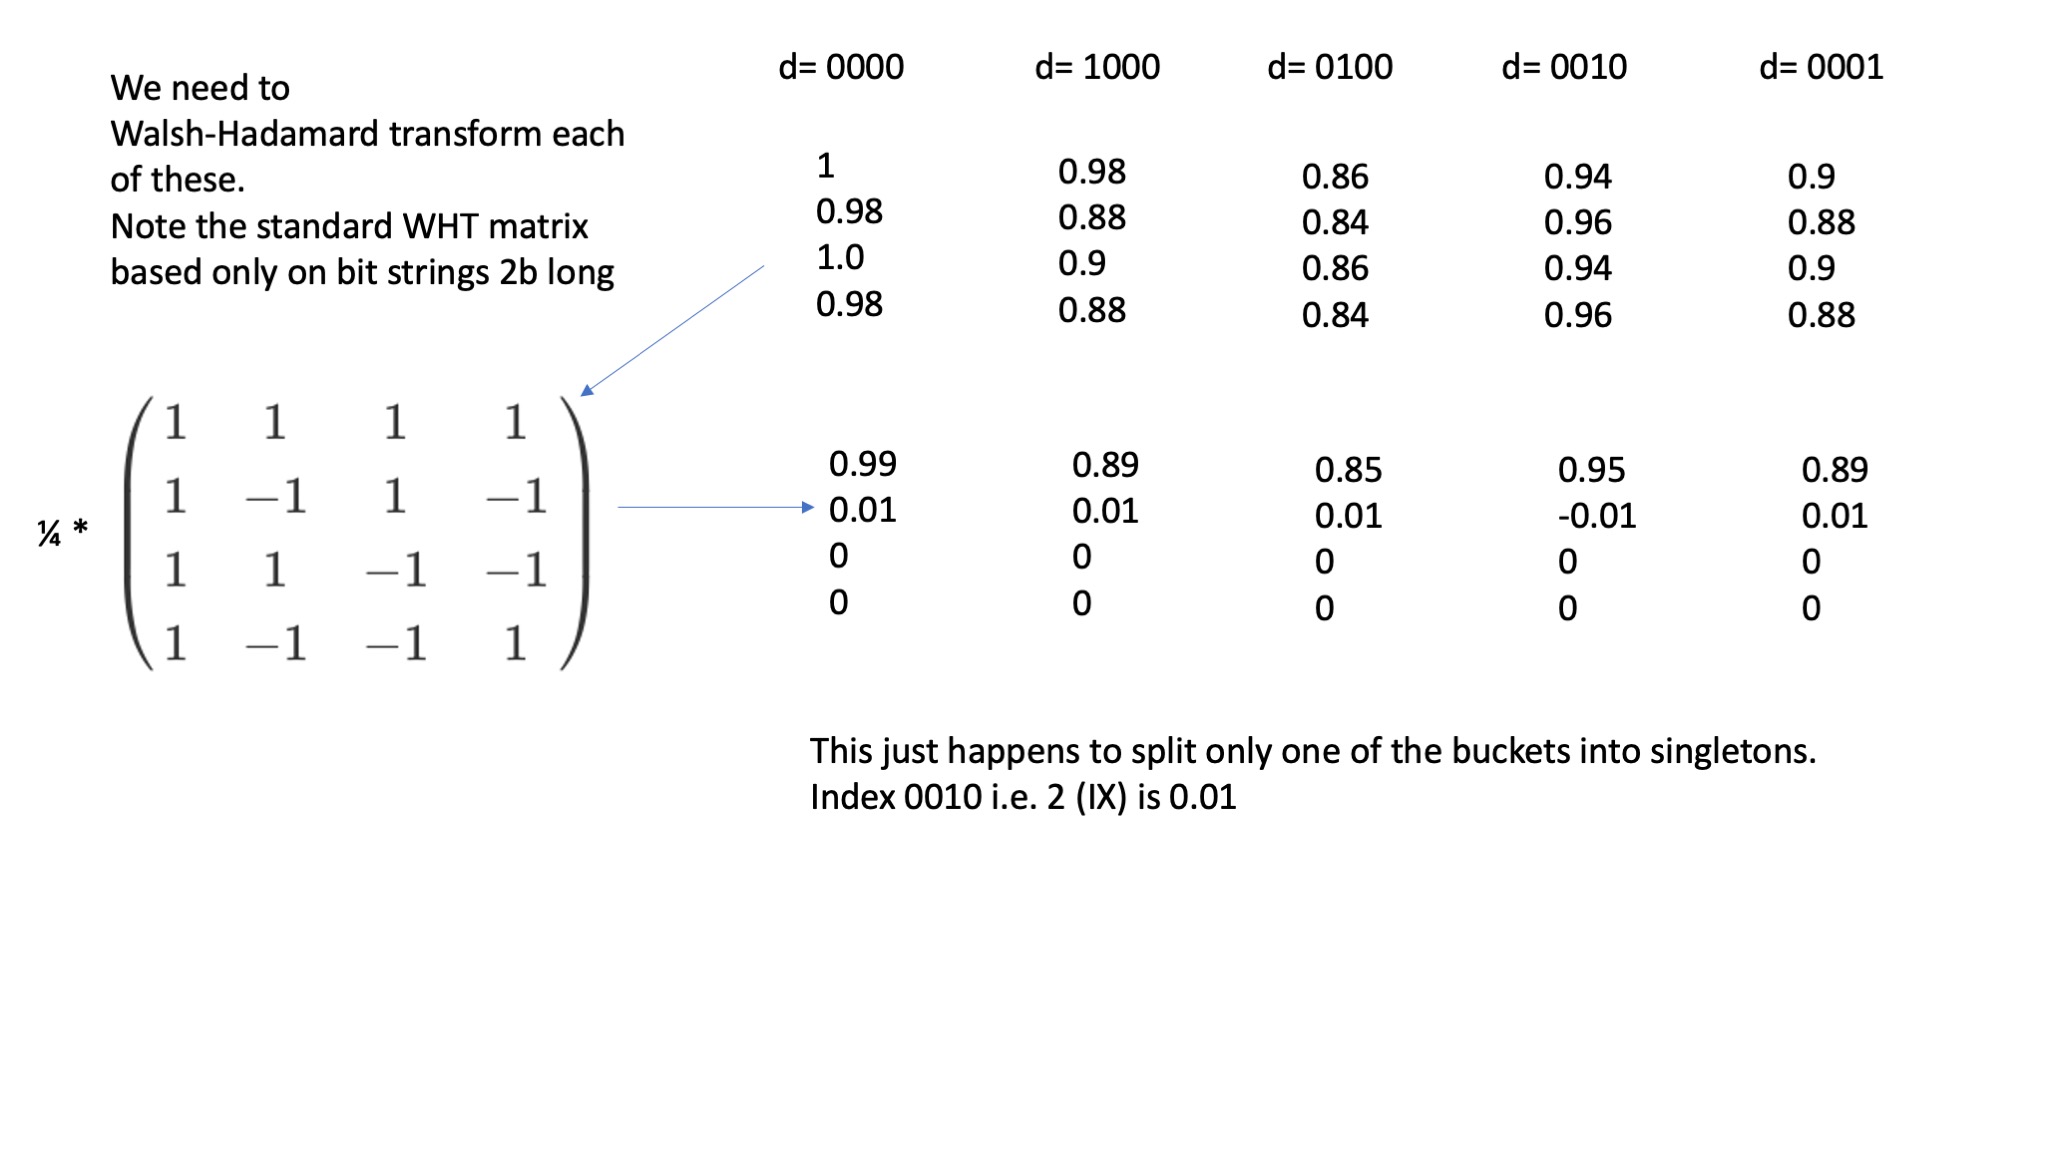 We need to
Walsh-Hadamard transform each
of these.
Note the standard WHT matrix
based only on bit strings 2b long
d= 0000 d= 1000 d= 0100 d= 0010 d= 0001
1 0.98 0.86 0.94 0.9
0.98 0.88 0.84 0.96 0.88
1.0 0.9 0.86 0.94 0.9
0.98 0.88 0.84 0.96 0.88
¼ *
1 1 1 1
1 −1 1 −1
1 1 −1 −1
1 −1 −1 1
0.99 0.89 0.85 0.95 0.89
0.01 0.01 0.01 -0.01 0.01
0 0 0 0 0
0 0 0 0 0
This just happens to split only one of the buckets into singletons.
Index 0010 i.e. 2 (IX) is 0.01